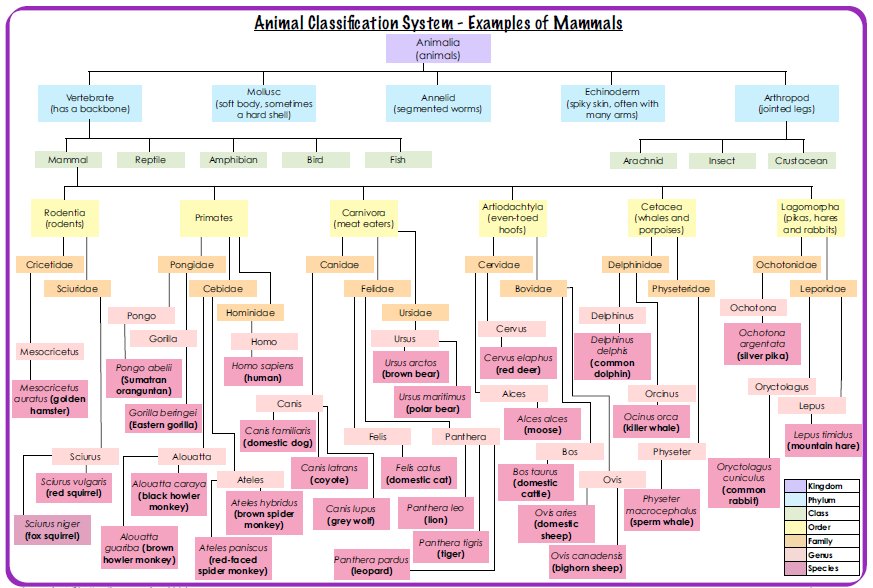 Animal Classification System - Examples of Mammals
Animalia
(animals)
Vertebrate
(has a backbone)
Mollusc
(soft body, sometimes
a hard shell)
Annelid
(segmented worms)
Echinoderm
(spiky skin, often with
many arms)
Arthropod
(jointed legs)
Mammal
Reptile
Amphibian
Bird
Fish
Arachnid
Insect
Crustacean
Rodentia
(rodents)
Primates
Carnivora
(meat eaters)
Artiodachtyla
(even-toed
hoofs)
Cetacea
(whales and
porpoises)
Lagomorpha
(pikas, hares
and rabbits)
Cricetidae
Pongidae
Canidae
Cervidae
Delphinidae
Ochotonidae
Sciuridae
Cebidae
Felidae
Bovidae
Physeteridae
Leporidae
Pongo
Hominidae
Ursidae
Delphinus
Ochotona
Gorilla
Homo
Ursus
Cervus
Mesocricetus
Pongo abelii
(Sumatran
oranguntan)
Homo sapiens
(human)
Ursus arctos
(brown bear)
Cervus elaphus
(red deer)
Delphinus
delphis
(common
dolphin)
Ochotona
argentata
(silver pika)
Mesocricetus
auratus (golden
hamster)
Gorilla beringei
(Eastern gorilla)
Canis
Ursus maritimus
(polar bear)
Alces
Orcinus
Oryctolagus
Lepus
Canis familiaris
(domestic dog)
Felis
Panthera
Alces alces
(moose)
Ocinus orca
(killer whale)
Lepus timidus
(mountain hare)
Sciurus
Alouatta
Bos
Physeter
Sciurus vulgaris
(red squirrel)
Alouatta caraya
(black howler
monkey)
Ateles
Canis latrans
(coyote)
Felis catus
(domestic cat)
Bos taurus
(domestic
cattle)
Ovis
Oryctolagus
cuniculus
(common
rabbit)
Sciurus niger
(fox squirrel)
Ateles hybridus
(brown spider
monkey)
Canis lupus
(grey wolf)
Panthera leo
(lion)
Ovis aries
(domestic
sheep)
Physeter
macrocephalus
(sperm whale)
Alouatta
guariba (brown
howler monkey)
Ateles paniscus
(red-faced
spider monkey)
Panthera tigris
(tiger)
Panthera pardus
(leopard)
Ovis canadensis
(bighorn sheep)
Kingdom
Phylum
Class
Order
Family
Genus
Species